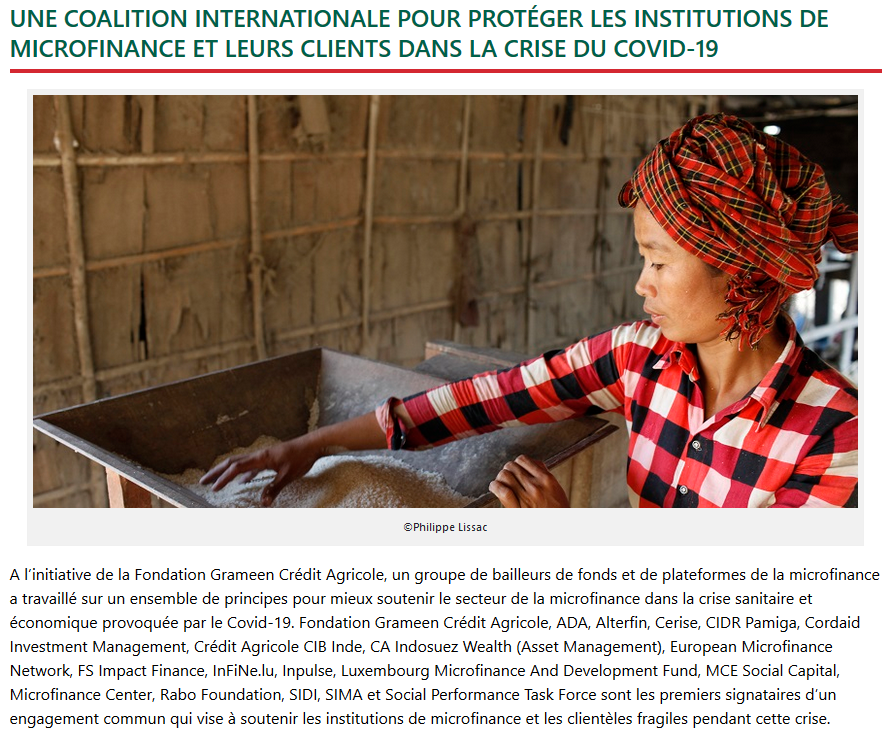 UNE COALITION INTERNATIONALE POUR PROTÉGER LES INSTITUTIONS DE
MICROFINANCE ET LEURS CLIENTS DANS LA CRISE DU COVID-19
©Philippe Lissac
A l’initiative de la Fondation Grameen Crédit Agricole, un groupe de bailleurs de fonds et de plateformes de la microfinance
a travaillé sur un ensemble de principes pour mieux soutenir le secteur de la microfinance dans la crise sanitaire et
économique provoquée par le Covid-19. Fondation Grameen Crédit Agricole, ADA, Alterfin, Cerise, CIDR Pamiga, Cordaid
Investment Management, Crédit Agricole CIB Inde, CA Indosuez Wealth (Asset Management), European Microfinance
Network, FS Impact Finance, InFiNe.lu, Inpulse, Luxembourg Microfinance And Development Fund, MCE Social Capital,
Microfinance Center, Rabo Foundation, SIDI, SIMA et Social Performance Task Force sont les premiers signataires d’un
engagement commun qui vise à soutenir les institutions de microfinance et les clientèles fragiles pendant cette crise.